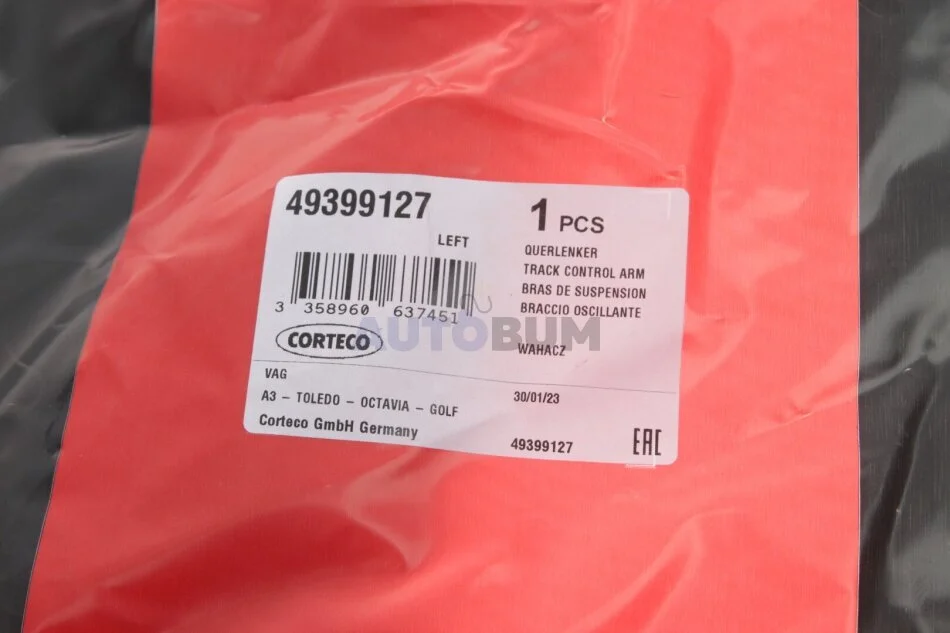 49399127
1 PCS
LEFT
QUERLENKER
TRACK CONTROL ARM
BRAS DE SUSPENSION
BRACCIO OSCILLANTE
3 358960 637451
AUTOBUM
CORTECO
WAHACZ
VAG
A3 – TOLEDO – OCTAVIA – GOLF
30/01/23
Corteco GmbH Germany
49399127
EAC